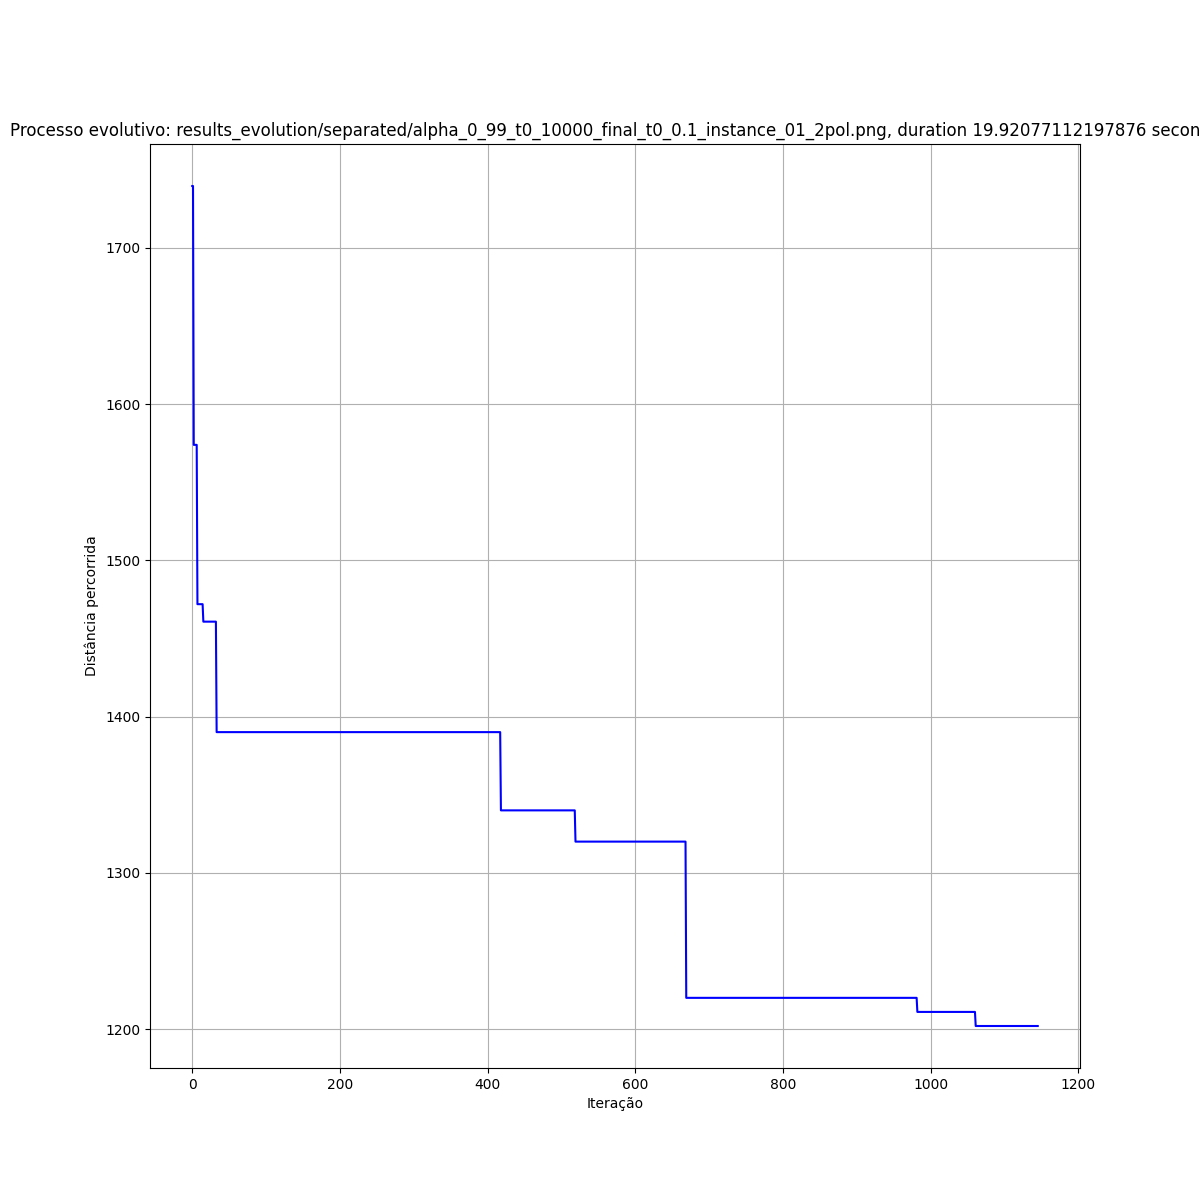 Processo evolutivo: results_evolution/separated/alpha_0_99_t0_10000_final_t0_0.1_instance_01_2pol.png, duration 19.92077112197876 secon
1700
1600
1500
1400
1300
1200
Distância percorrida
0 200 400 600 800 1000 1200
Iteração